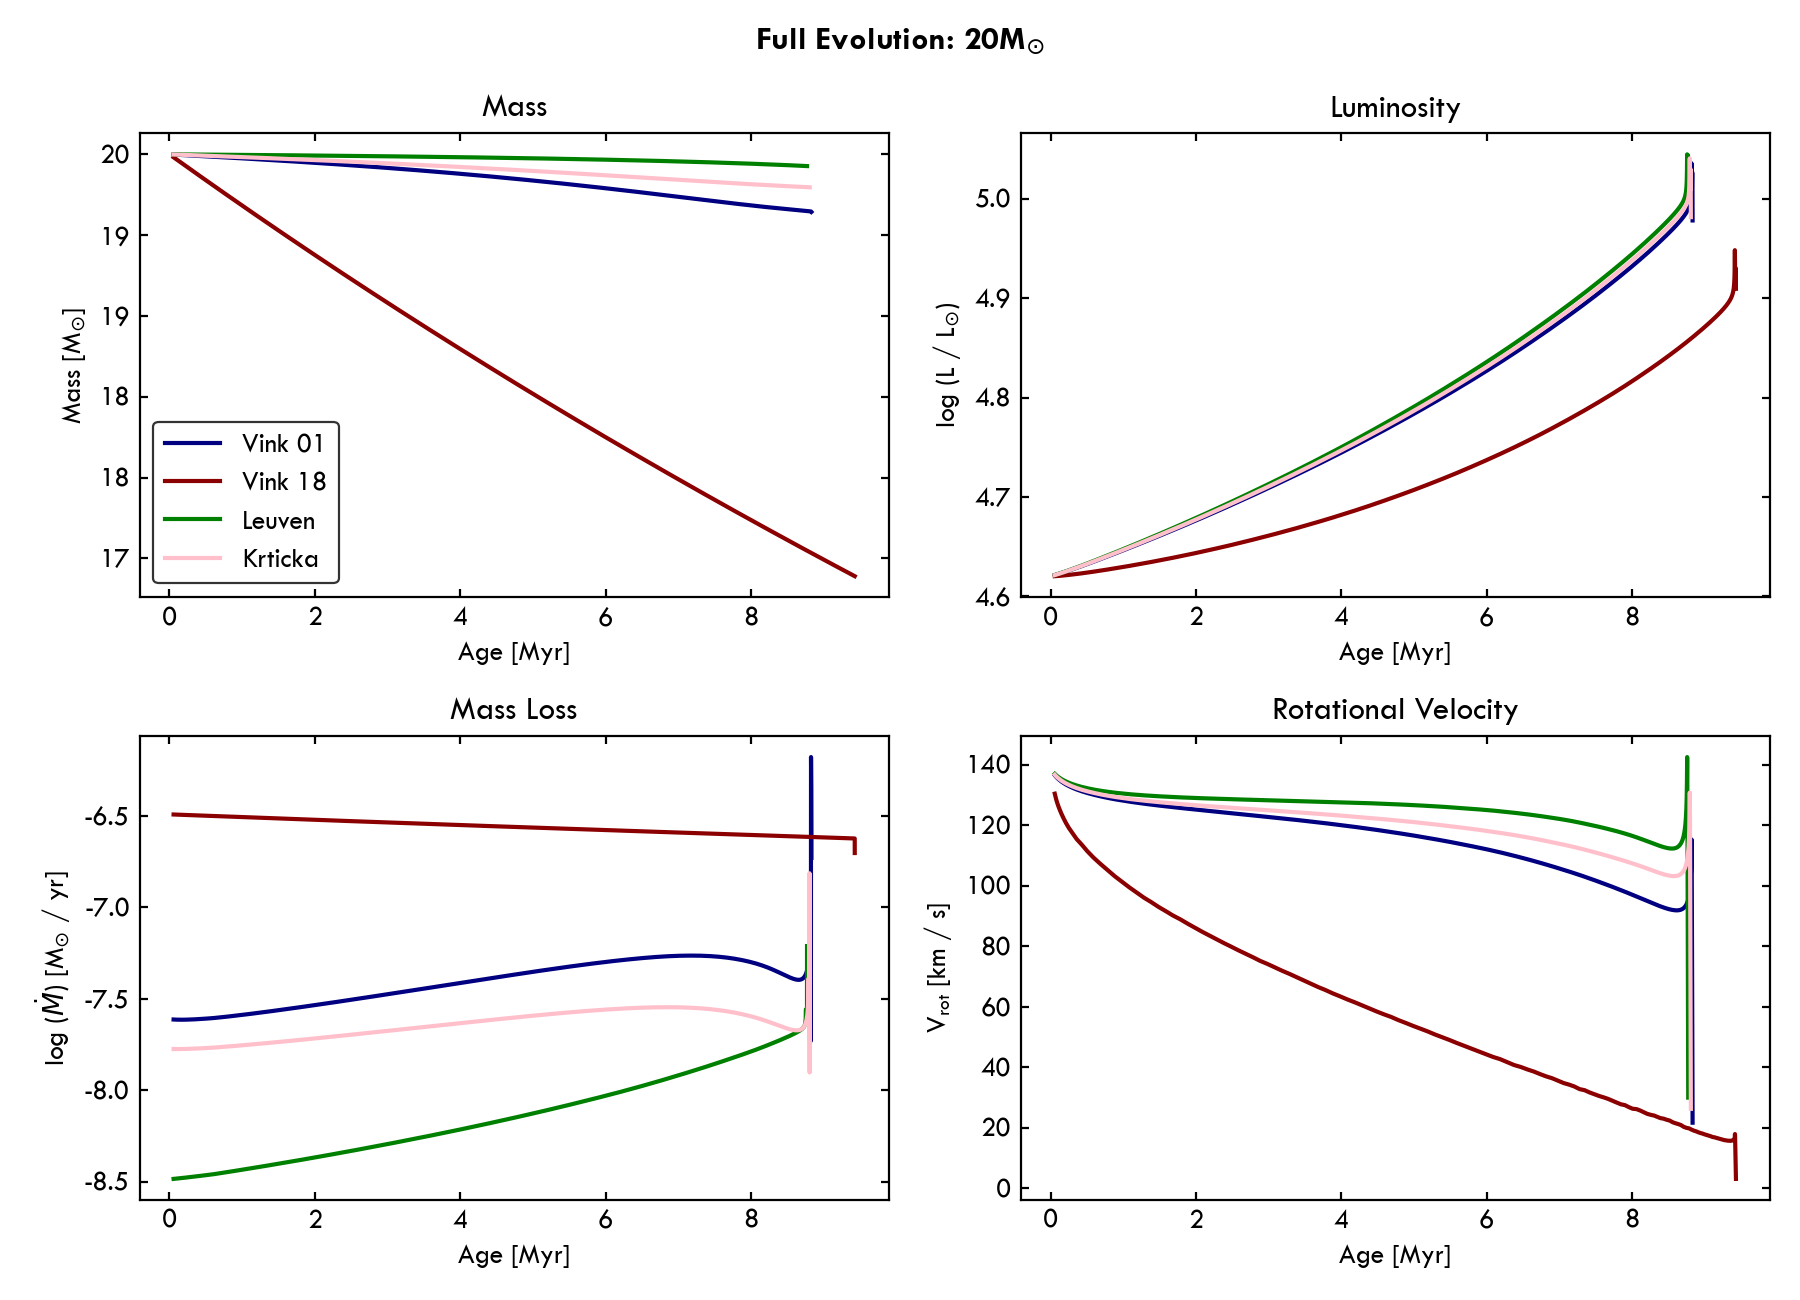 Full Evolution: 20M⊙
Mass
20
19
19
18
18
17
Mass [M⊙]
Vink 01
Vink 18
Leuven
Krticka
0 2 4 6 8
Age [Myr]
Luminosity
5.0
4.9
4.8
4.7
4.6
log (L / L⊙)
0 2 4 6 8
Age [Myr]
Mass Loss
-6.5
-7.0
-7.5
-8.0
-8.5
log (Ṁ) [M⊙ / yr]
0 2 4 6 8
Age [Myr]
Rotational Velocity
140
120
100
80
60
40
20
0
Vrot [km / s]
0 2 4 6 8
Age [Myr]